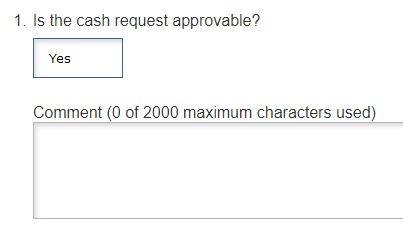 1. Is the cash request approvable?
Yes
Comment (0 of 2000 maximum characters used)